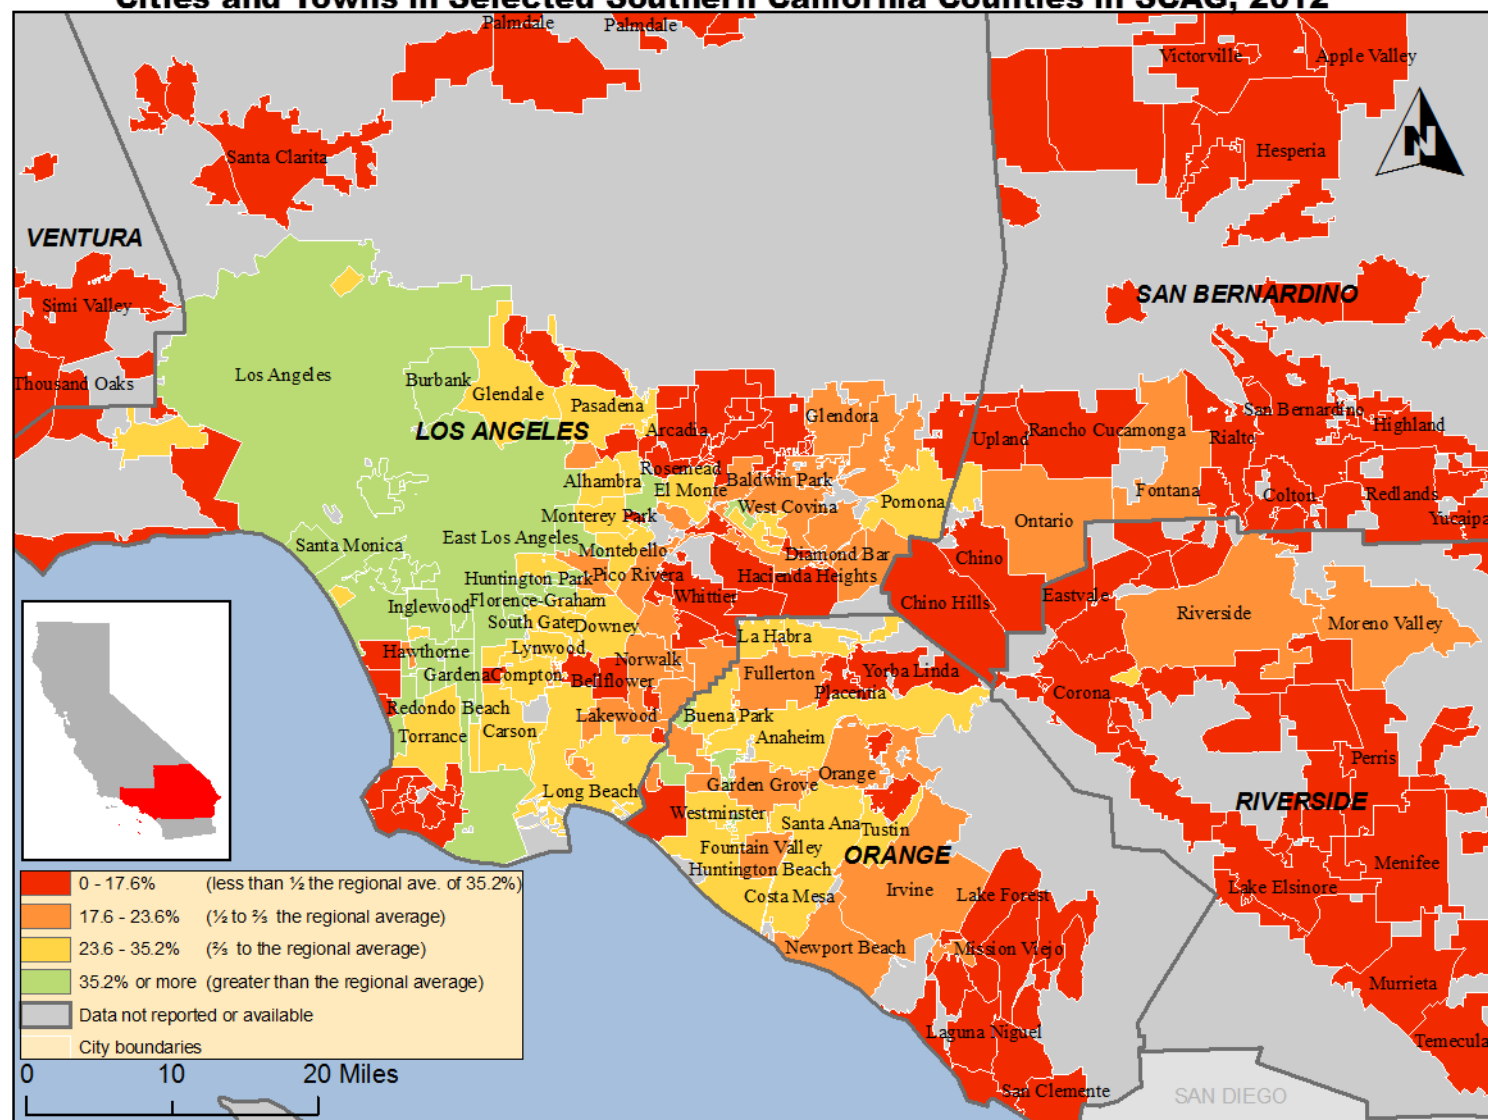 Cities and Towns in Selected Southern California Counties in SCAG, 2012
Palmdale
Palmdale
Victorville
Apple Valley
N
Santa Clarita
Hesperia
VENTURA
SAN BERNARDINO
Simi Valley
Los Angeles
Burbank
Thousand Oaks
Glendale
Pasadena
LOS ANGELES
Arcadia
Glendora
Upland
Rancho Cucamonga
Rialto
San Bernardino
Highland
Rosemead
Alhambra
El Monte
Baldwin Park
West Covina
Pomona
Fontana
Colton
Redlands
Yucaipa
Monterey Park
Ontario
Santa Monica
East Los Angeles
Montebello
Diamond Bar
Chino
Huntington Park
Pico Rivera
Hacienda Heights
Whittier
Chino Hills
Eastvale
Inglewood
Florence-Graham
South Gate
Downey
Riverside
Moreno Valley
La Habra
Hawthorne
Lynwood
Norwalk
Gardena
Compton
Bellflower
Fullerton
Yorba Linda
Placentia
Corona
Redondo Beach
Lakewood
Buena Park
Torrance
Carson
Anaheim
Perris
Long Beach
Garden Grove
Orange
RIVERSIDE
Westminster
Santa Ana
Tustin
Fountain Valley
ORANGE
Huntington Beach
Menifee
Costa Mesa
Irvine
Lake Forest
Lake Elsinore
Newport Beach
Mission Viejo
Murrieta
Laguna Niguel
Temecula
San Clemente
SAN DIEGO
0 - 17.6% (less than ½ the regional ave. of 35.2%)
17.6 - 23.6% (½ to ⅔ the regional average)
23.6 - 35.2% (⅔ to the regional average)
35.2% or more (greater than the regional average)
Data not reported or available
City boundaries
0 10 20 Miles